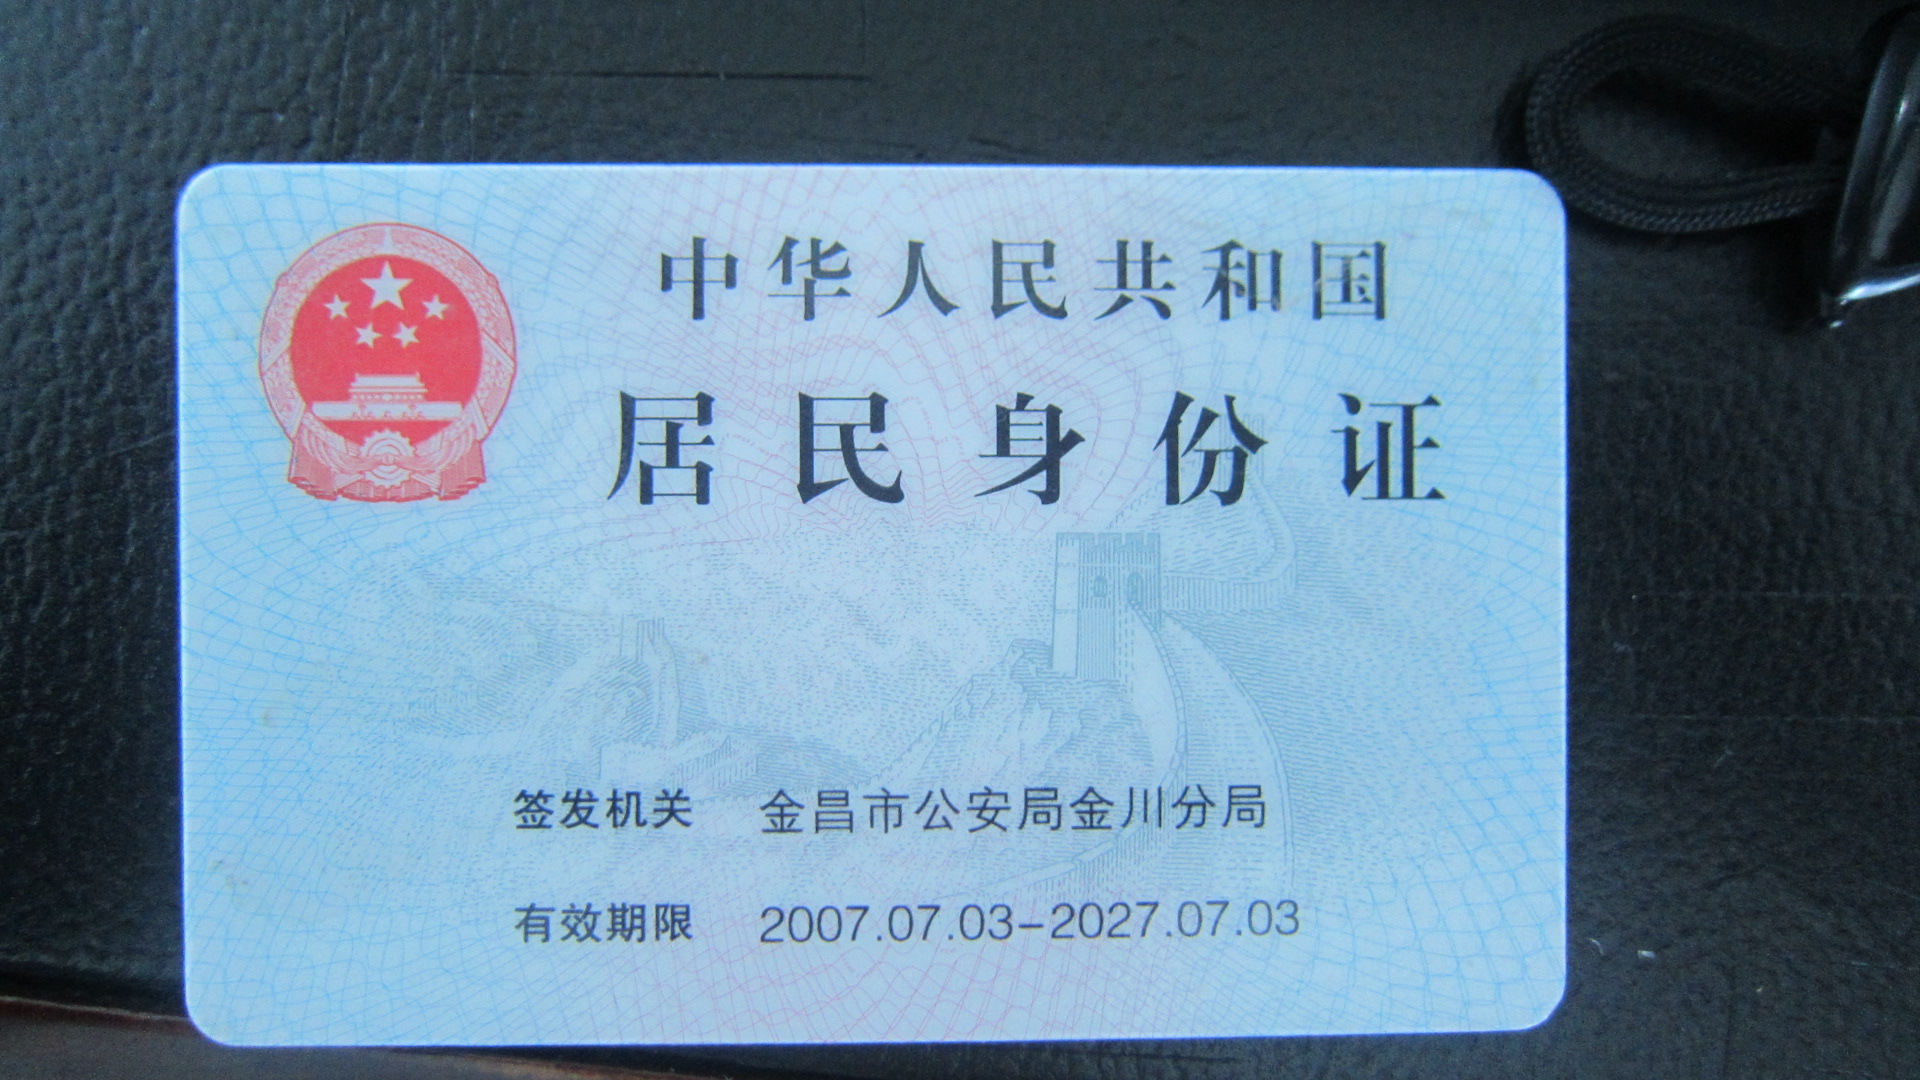 中华人民共和国
居民身份证
签发机关 金昌市公安局金川分局
有效期限 2007.07.03-2027.07.03